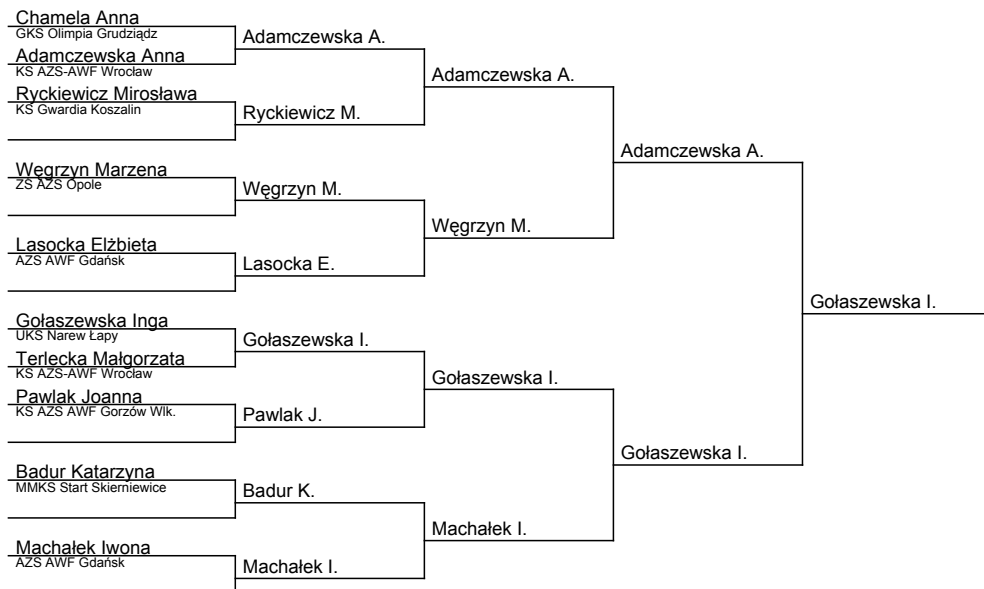 Chamela Anna
GKS Olimpia Grudziądz
Adamczewska A.
Adamczewska Anna
KS AZS-AWF Wrocław
Adamczewska A.
Ryckiewicz Mirosława
KS Gwardia Koszalin
Ryckiewicz M.
Adamczewska A.
Węgrzyn Marzena
ZS AZS Opole
Węgrzyn M.
Węgrzyn M.
Lasocka Elżbieta
AZS AWF Gdańsk
Lasocka E.
Gołaszewska I.
Gołaszewska Inga
UKS Narew Łapy
Gołaszewska I.
Terlecka Małgorzata
KS AZS-AWF Wrocław
Gołaszewska I.
Pawlak Joanna
KS AZS AWF Gorzów Wlk.
Pawlak J.
Gołaszewska I.
Badur Katarzyna
MMKS Start Skierniewice
Badur K.
Machałek I.
Machałek Iwona
AZS AWF Gdańsk
Machałek I.